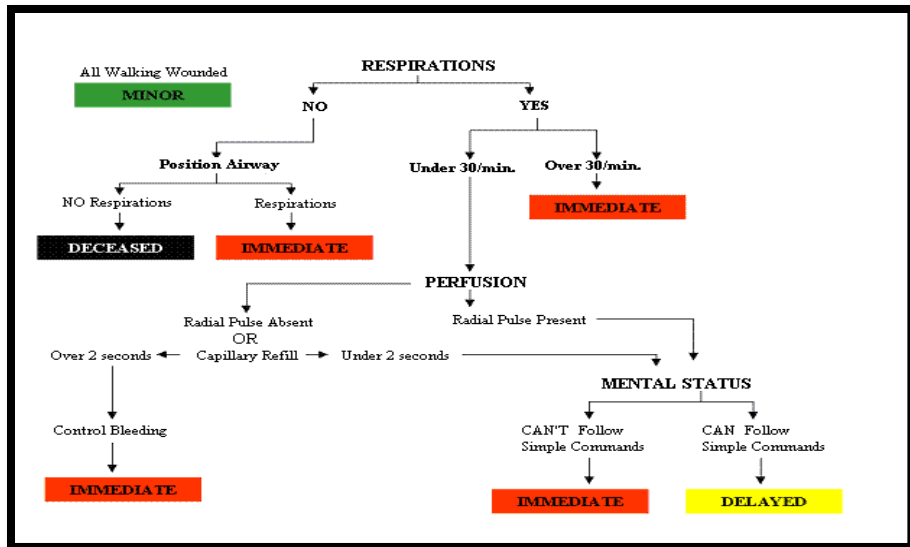 RESPIRATIONS
All Walking Wounded
MINOR
NO
YES
Position Airway
Under 30/min.
Over 30/min.
NO Respirations
Respirations
IMMEDIATE
DECEASED
IMMEDIATE
PERFUSION
Radial Pulse Absent
OR
Radial Pulse Present
Over 2 seconds
Capillary Refill
Under 2 seconds
MENTAL STATUS
Control Bleeding
CAN'T Follow
Simple Commands
CAN Follow
Simple Commands
IMMEDIATE
IMMEDIATE
DELAYED